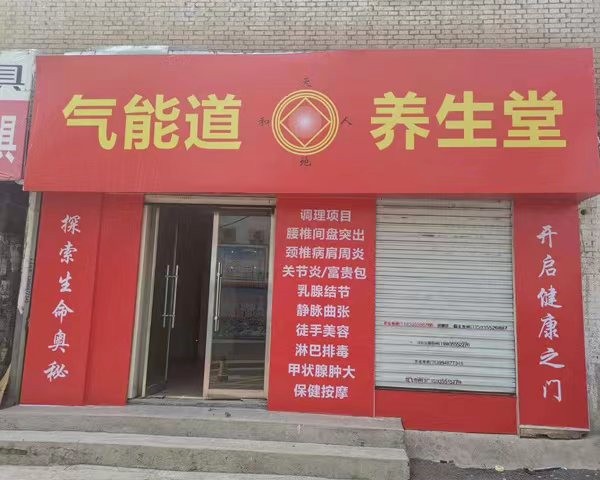 气能道
天
和 人
地
养生堂
具
俱
探索生命奥秘
调理项目
腰椎间盘突出
颈椎病肩周炎
关节炎/富贵包
乳腺结节
静脉曲张
徒手美容
淋巴排毒
甲状腺肿大
保健按摩
开启健康之门